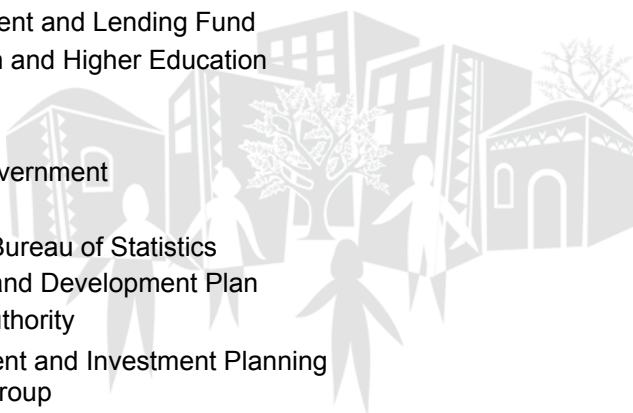 ent and Lending Fund
n and Higher Education
vernment
Bureau of Statistics
and Development Plan
uthority
ent and Investment Planning
roup